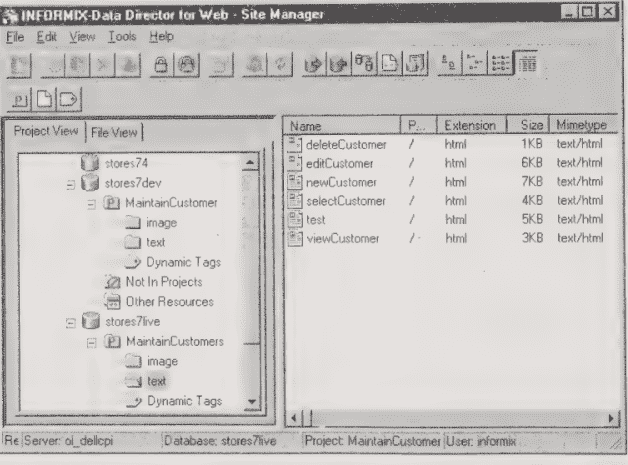 INFORMIX-Data Director for Web - Site Manager
File Edit View Tools Help
Project View File View
stores74
stores7dev
MaintainCustomer
image
text
Dynamic Tags
Not In Projects
Other Resources
stores7live
MaintainCustomers
image
text
Dynamic Tags
Name P... Extension Size Mimetype
deleteCustomer / html 1KB text/html
editCustomer / html 6KB text/html
newCustomer / html 7KB text/html
selectCustomer / html 4KB text/html
test / html 5KB text/html
viewCustomer / html 3KB text/html
Re Server: ol_dellcpi Database: stores7live Project: MaintainCustomer User: informix